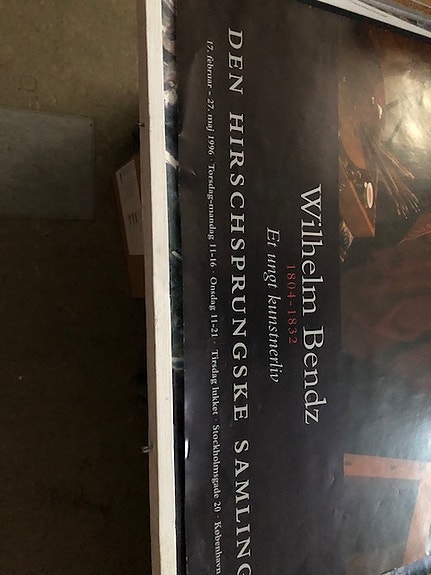 Wilhelm Bendz
1804-1832
Et ungt kunstnerliv
DEN HIRSCHSPRUNGSKE SAMLING
17. februar - 27. maj 1996 · Torsdag-mandag 11-16 · Onsdag 11-21 · Tirsdag lukket · Stockholmsgade 20 · København